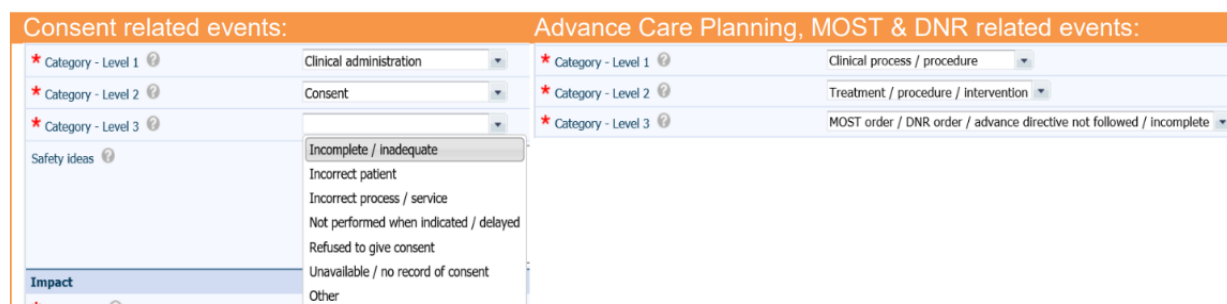 Consent related events:
* Category - Level 1 ?
Clinical administration
* Category - Level 2 ?
Consent
* Category - Level 3 ?
Incomplete / inadequate
Incorrect patient
Incorrect process / service
Not performed when indicated / delayed
Refused to give consent
Unavailable / no record of consent
Other
Safety ideas ?
Impact
Advance Care Planning, MOST & DNR related events:
* Category - Level 1 ?
Clinical process / procedure
* Category - Level 2 ?
Treatment / procedure / intervention
* Category - Level 3 ?
MOST order / DNR order / advance directive not followed / incomplete